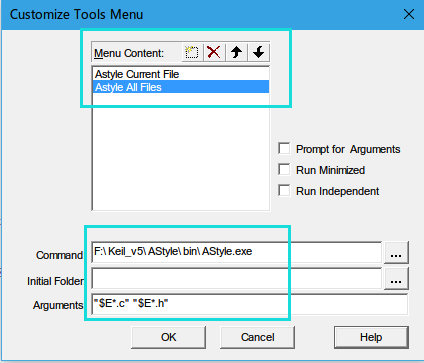 Customize Tools Menu
Menu Content:
Astyle Current File
Astyle All Files
Prompt for Arguments
Run Minimized
Run Independent
Command
F:\Keil_v5\AStyle\bin\AStyle.exe
...
Initial Folder
...
Arguments
"$E*.c" "$E*.h"
OK
Cancel
Help